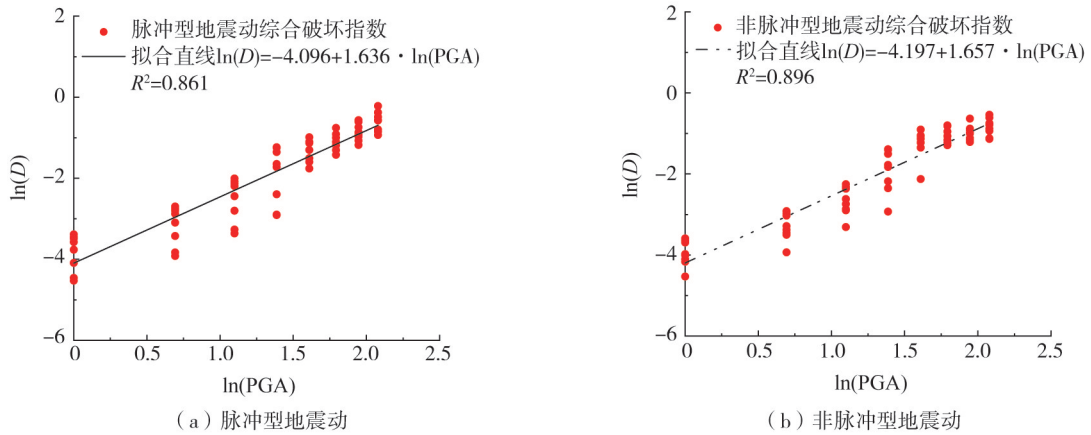 脉冲型地震动综合破坏指数
拟合直线ln(D)=−4.096+1.636·ln(PGA)
R²=0.861
2
0
−2
−4
−6
ln(D)
0
0.5
1.0
1.5
2.0
2.5
ln(PGA)
（a）脉冲型地震动
非脉冲型地震动综合破坏指数
拟合直线ln(D)=−4.197+1.657·ln(PGA)
R²=0.896
2
0
−2
−4
−6
ln(D)
0
0.5
1.0
1.5
2.0
2.5
ln(PGA)
（b）非脉冲型地震动